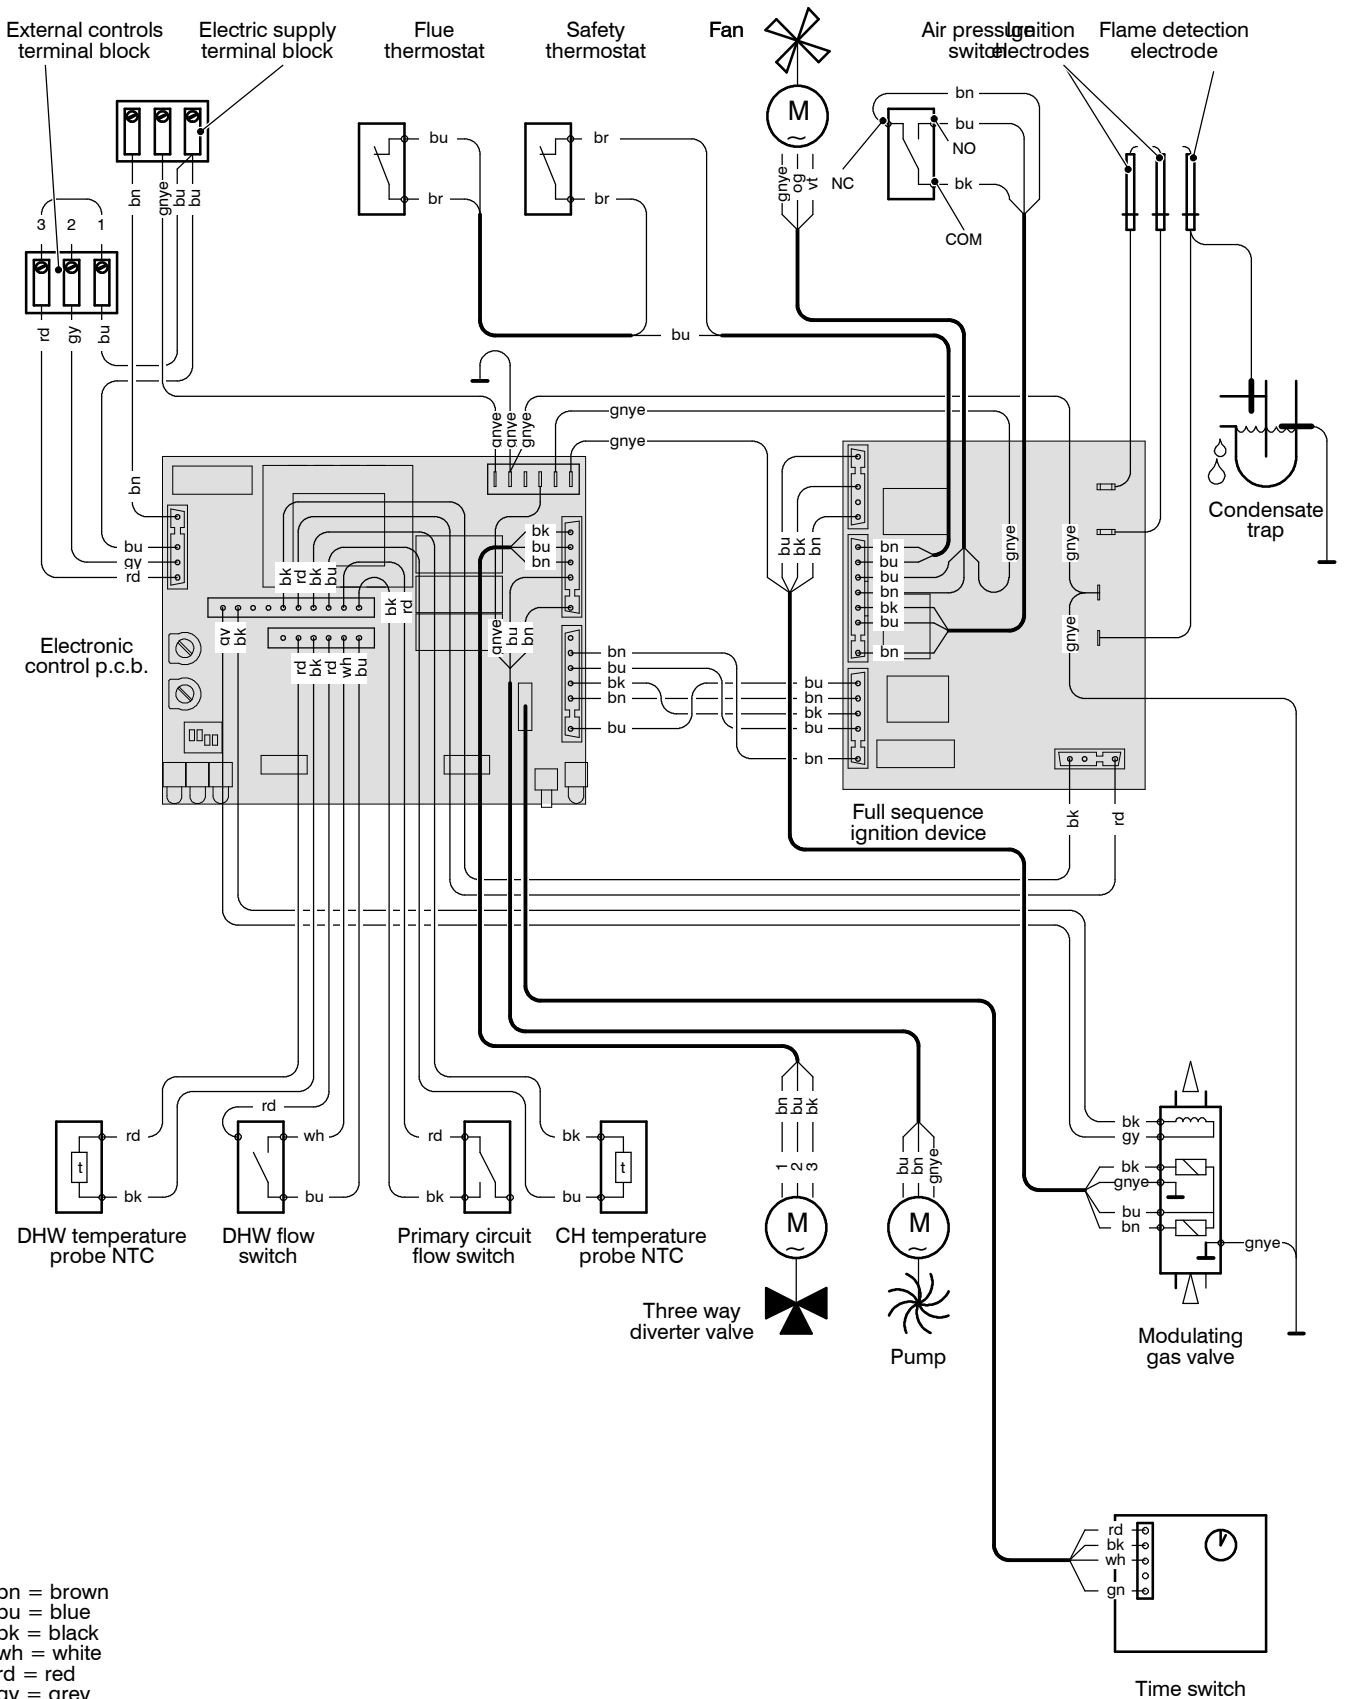 External controls
terminal block
Electric supply
terminal block
Flue
thermostat
Safety
thermostat
Fan
Air pressure
switch
Ignition
electrodes
Flame detection
electrode
bn
bu
NO
NC
bk
COM
M
~
gnye
og
vt
bu
br
br
br
bn
gnye
bu
bu
3
2
1
rd
gy
bu
bu
gnye
gnye
gnye
gnye
gnye
bn
bu
gy
rd
bk
rd
bk
bu
bk
rd
gy
bk
rd
bk
rd
wh
bu
bk
bu
bn
gnye
bu
bn
bu
bk
bn
bn
bu
bu
bn
bk
bu
bn
gnye
gnye
gnye
Condensate
trap
Electronic
control p.c.b.
bn
bu
bk
bn
bu
bu
bn
bk
bu
bn
Full sequence
ignition device
bk
rd
rd
bk
rd
wh
bu
rd
bk
bk
bu
t
t
DHW temperature
probe NTC
DHW flow
switch
Primary circuit
flow switch
CH temperature
probe NTC
bn
bu
bk
1
2
3
M
~
Three way
diverter valve
bu
bn
gnye
M
~
Pump
bk
gy
bk
gnye
bu
bn
gnye
Modulating
gas valve
rd
bk
wh
gn
Time switch
bn = brown
bu = blue
bk = black
wh = white
rd = red
gy = grey